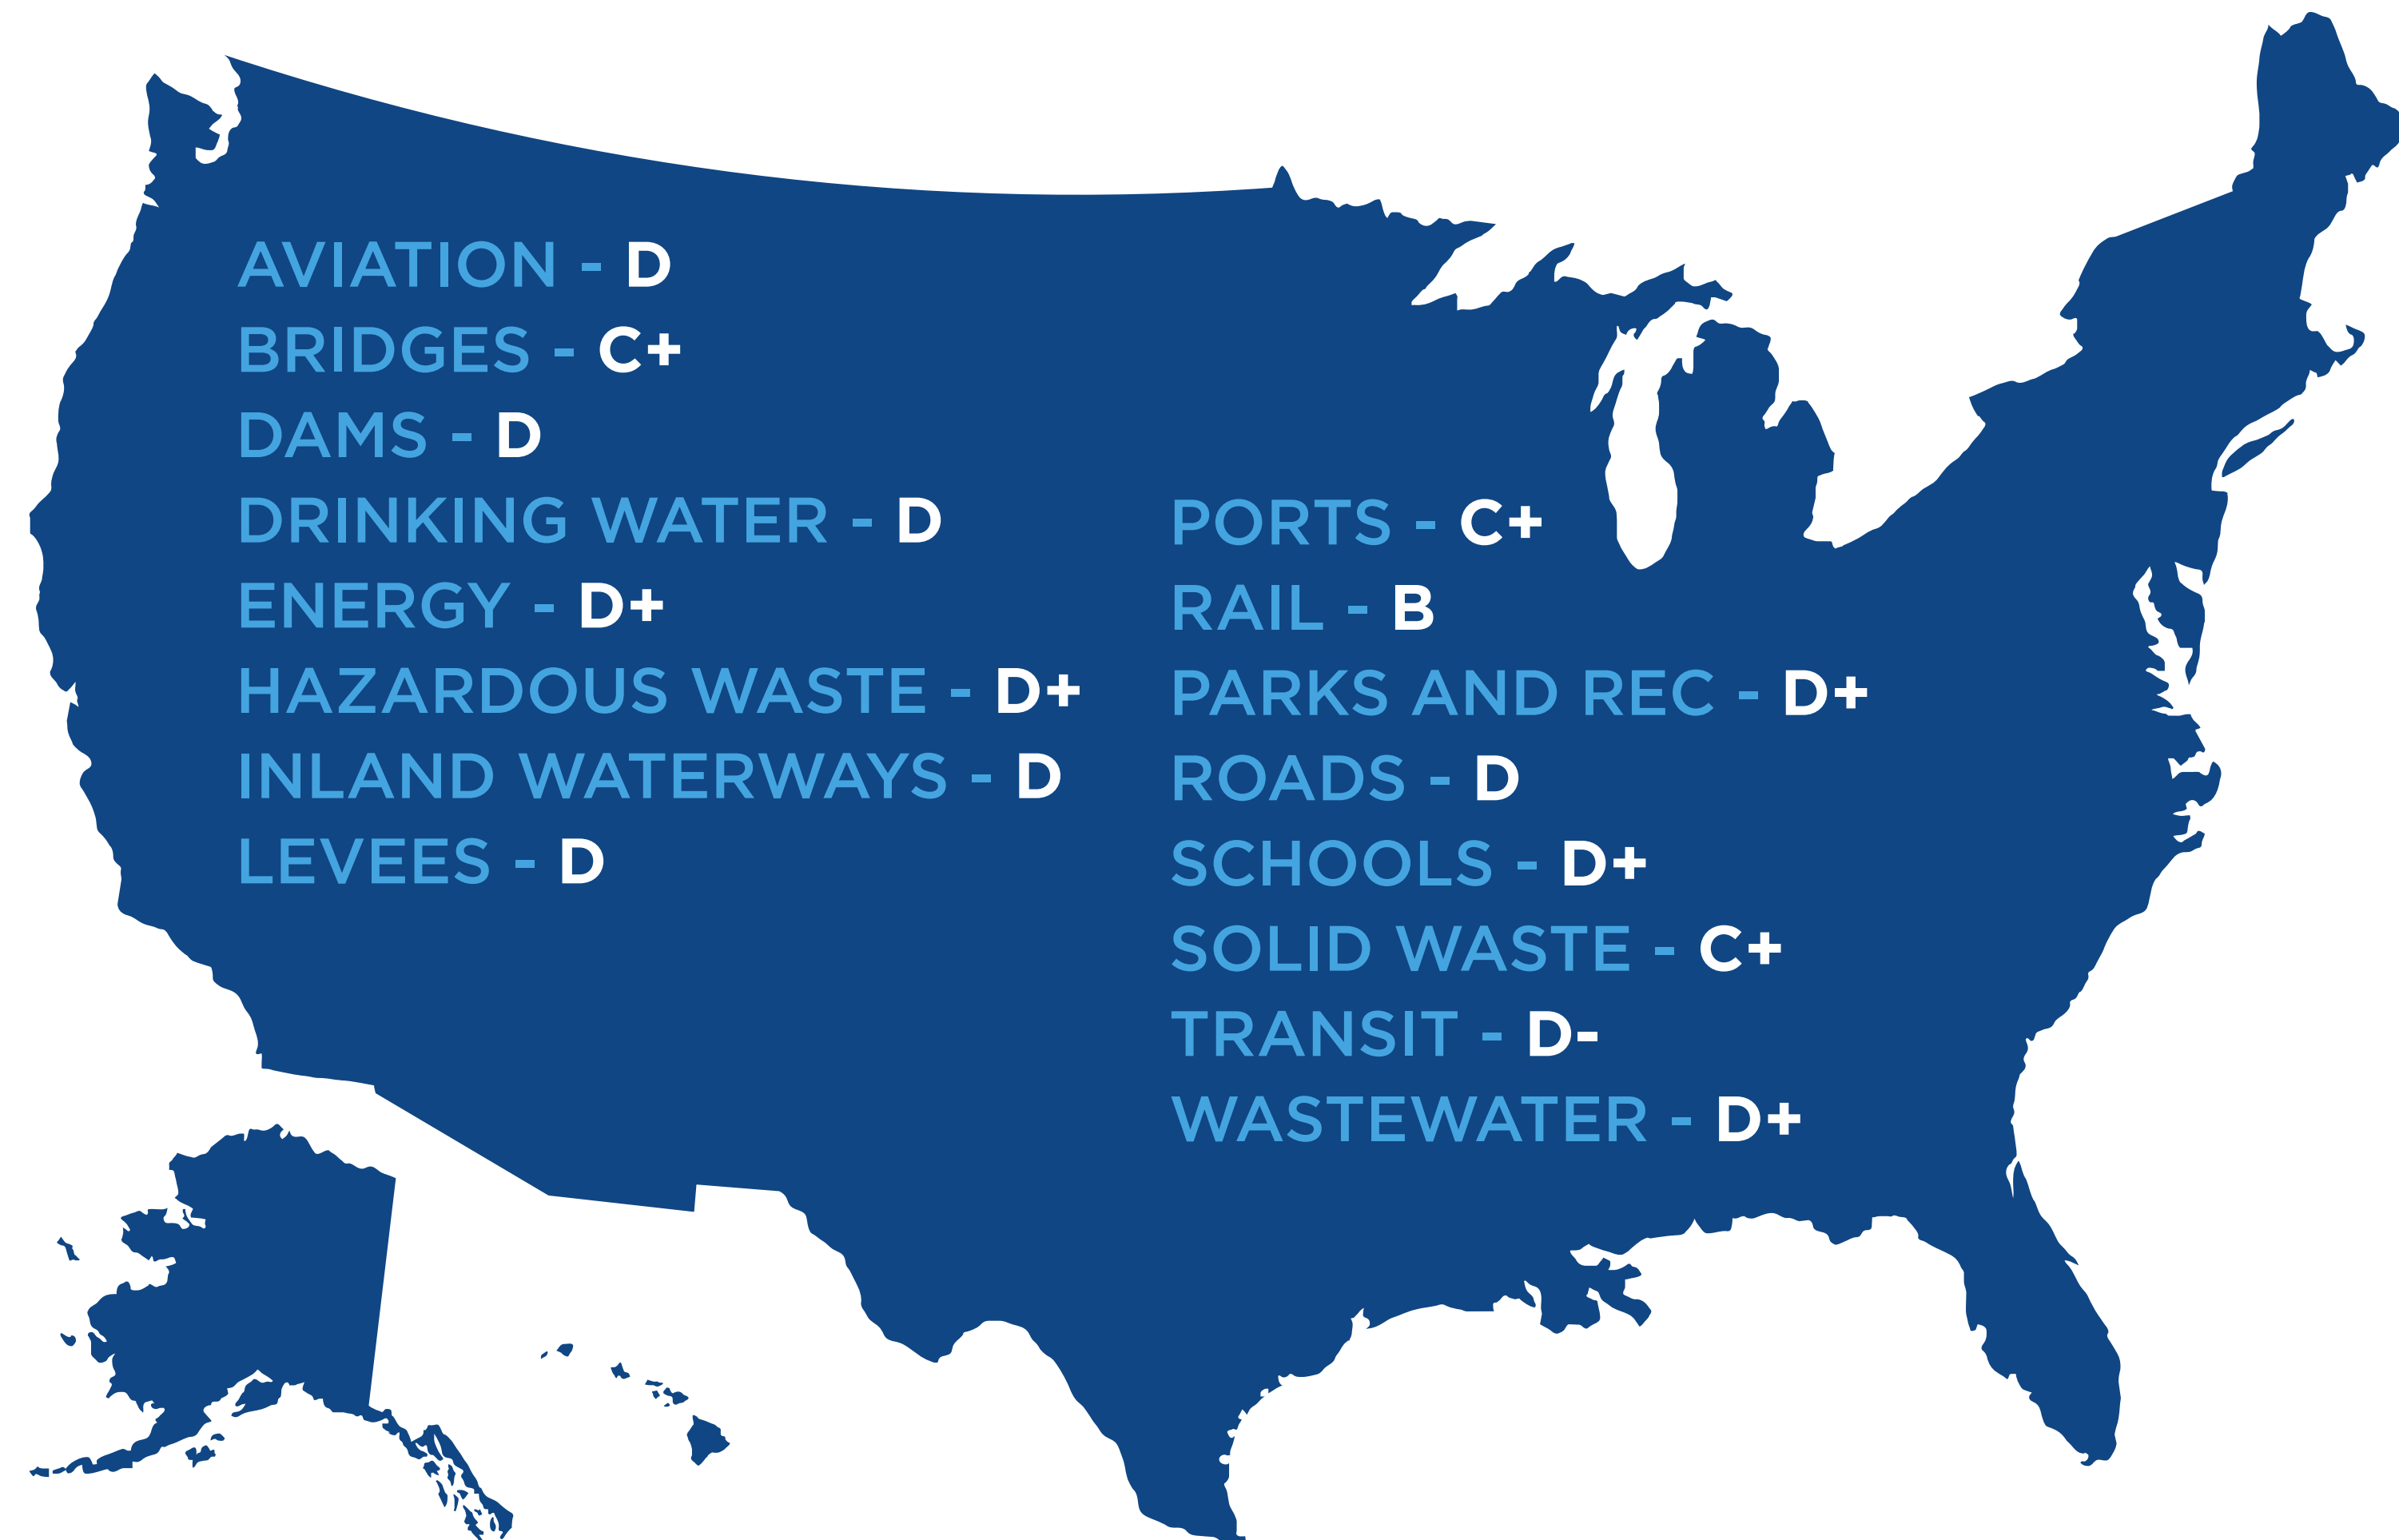 AVIATION - D
BRIDGES - C+
DAMS - D
DRINKING WATER - D
ENERGY - D+
HAZARDOUS WASTE - D+
INLAND WATERWAYS - D
LEVEES - D
PORTS - C+
RAIL - B
PARKS AND REC - D+
ROADS - D
SCHOOLS - D+
SOLID WASTE - C+
TRANSIT - D-
WASTEWATER - D+